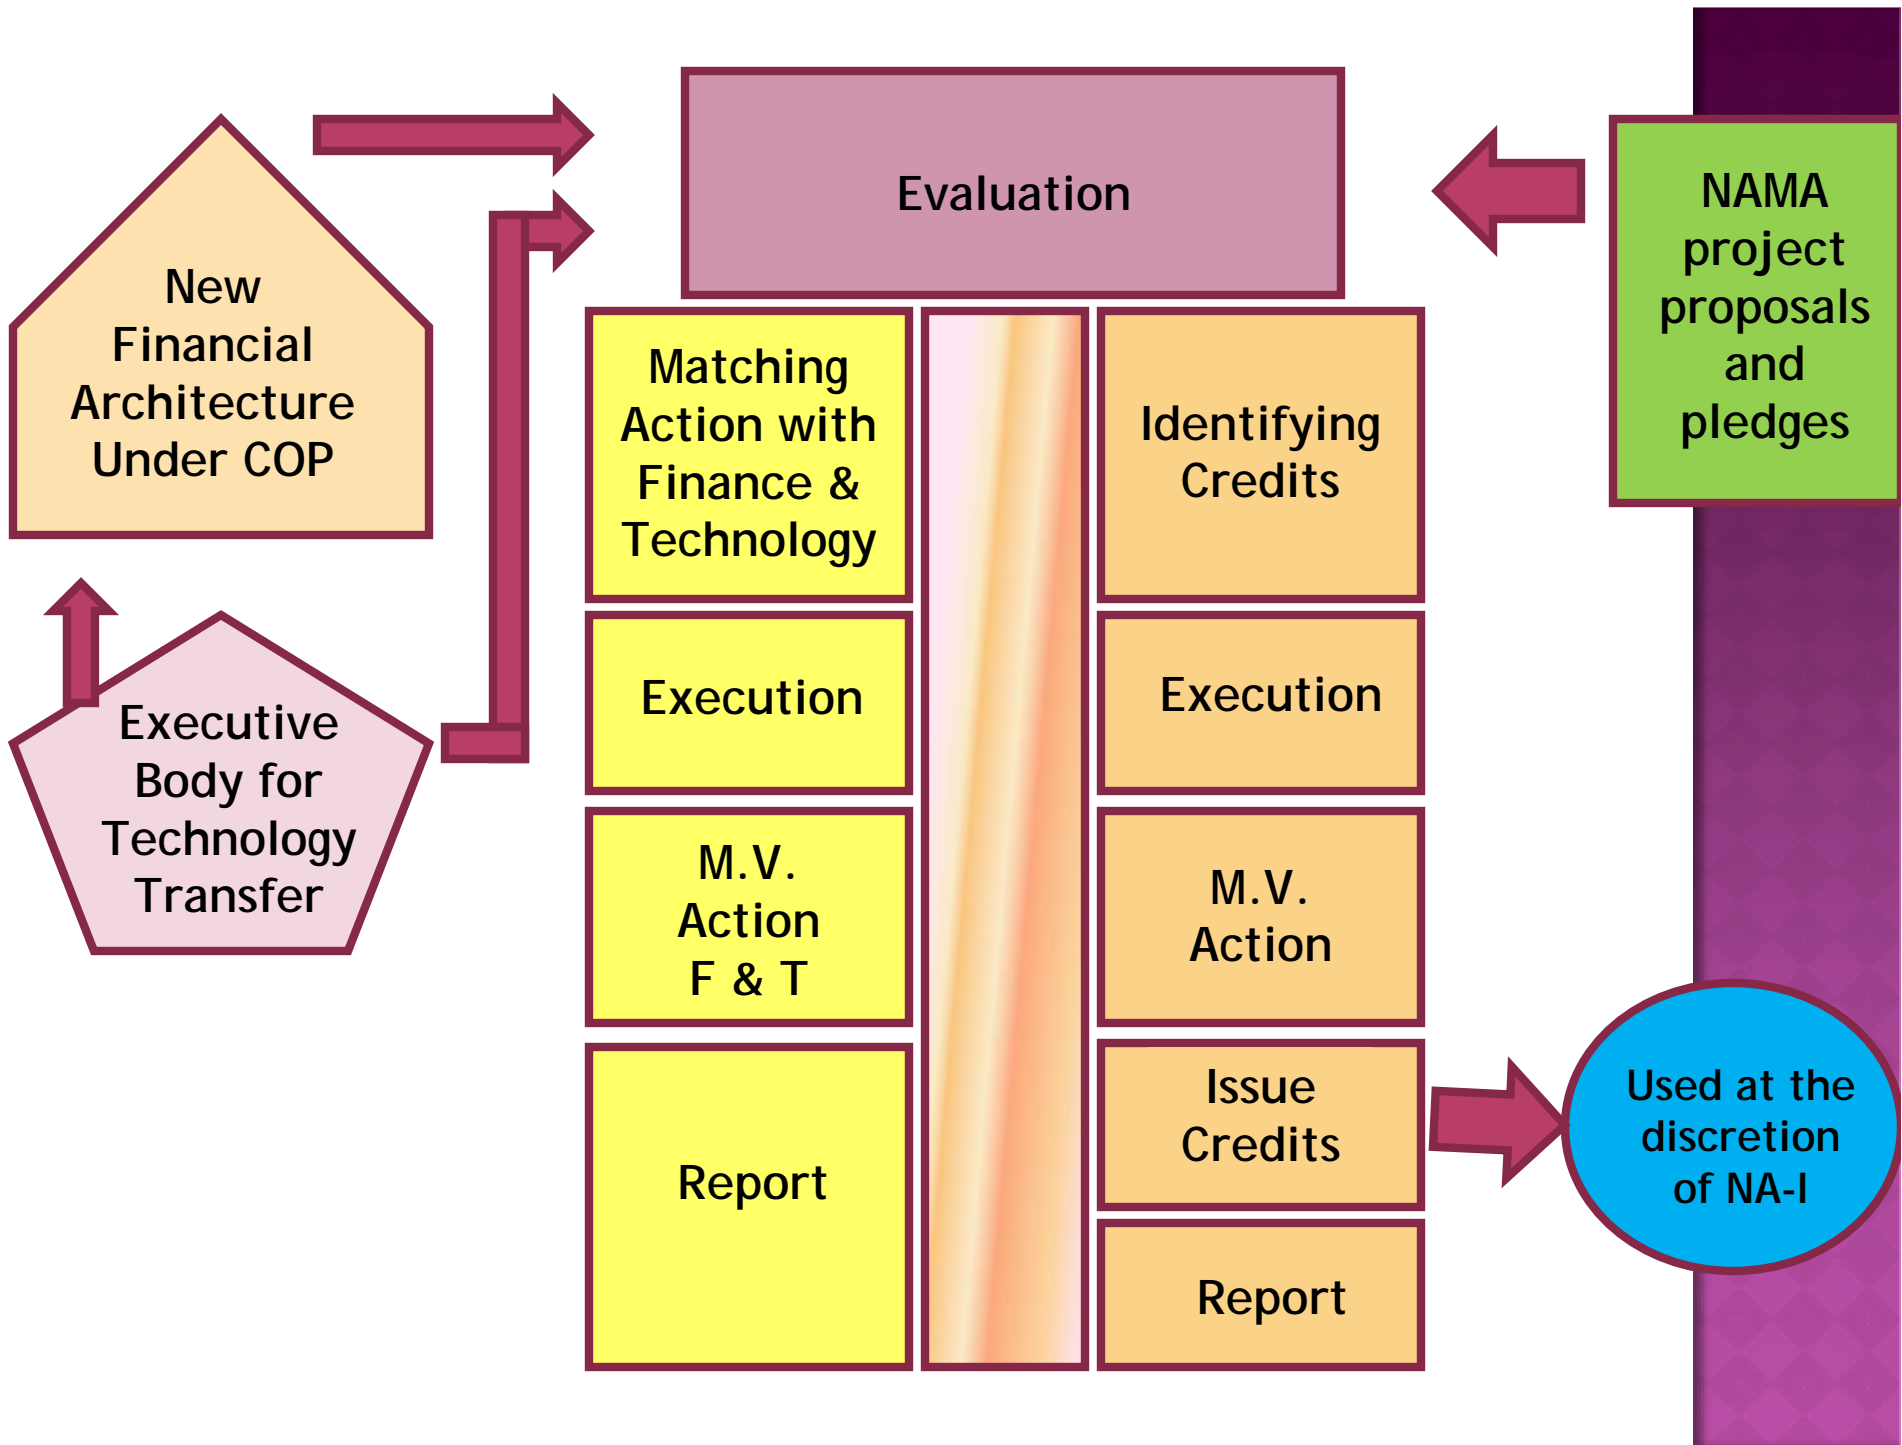 Evaluation
New
Financial
Architecture
Under COP
Executive
Body for
Technology
Transfer
Matching
Action with
Finance &
Technology
Execution
M.V.
Action
F & T
Report
Identifying
Credits
Execution
M.V.
Action
Issue
Credits
Report
NAMA
project
proposals
and
pledges
Used at the
discretion
of NA-I